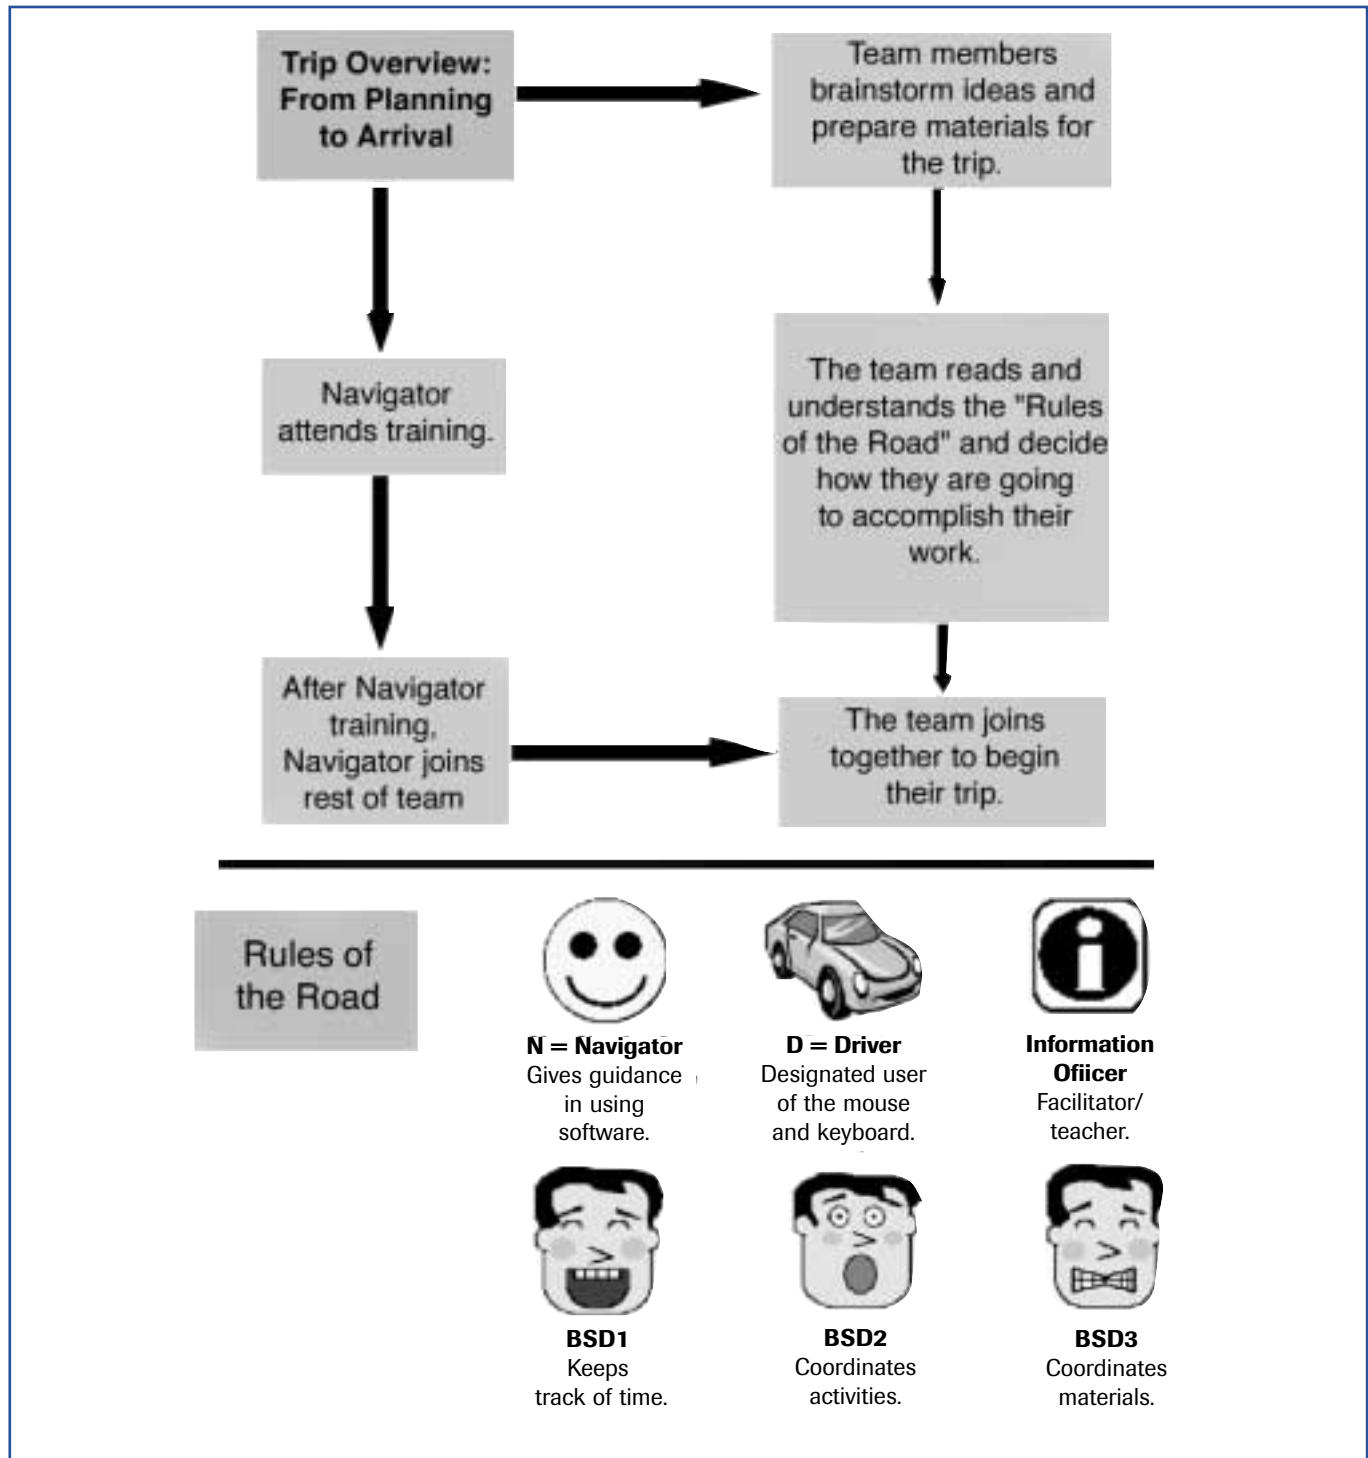 Trip Overview:
From Planning
to Arrival
Team members
brainstorm ideas and
prepare materials for
the trip.
Navigator
attends training.
The team reads and
understands the "Rules
of the Road" and decide
how they are going
to accomplish their
work.
After Navigator
training,
Navigator joins
rest of team
The team joins
together to begin
their trip.
Rules of
the Road
N = Navigator
Gives guidance
in using
software.
D = Driver
Designated user
of the mouse
and keyboard.
Information
Ofiicer
Facilitator/
teacher.
BSD1
Keeps
track of time.
BSD2
Coordinates
activities.
BSD3
Coordinates
materials.